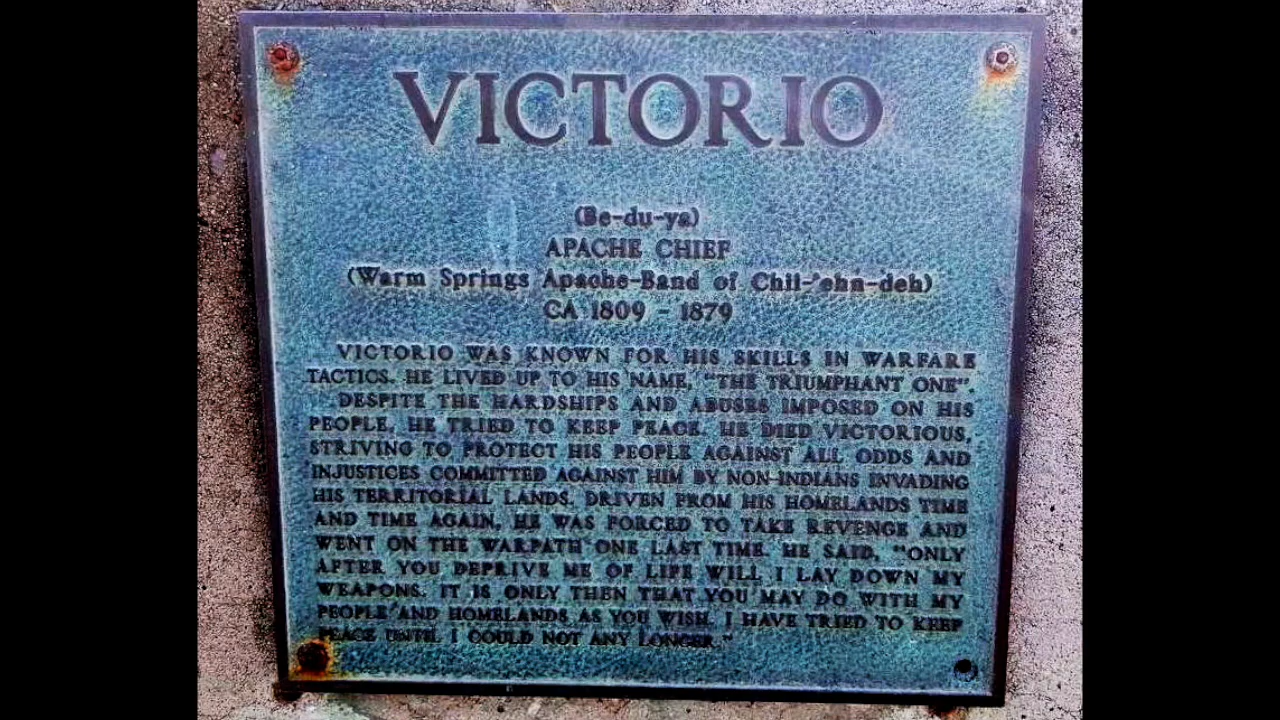 VICTORIO
(Be-du-ya)
APACHE CHIEF
(Warm Springs Apache-Band of Chil-'ehn-deh)
CA 1809 - 1879
VICTORIO WAS KNOWN FOR HIS SKILLS IN WARFARE
TACTICS. HE LIVED UP TO HIS NAME, "THE TRIUMPHANT ONE".
DESPITE THE HARDSHIPS AND ABUSES IMPOSED ON HIS
PEOPLE, HE TRIED TO KEEP PEACE. HE DIED VICTORIOUS,
STRIVING TO PROTECT HIS PEOPLE AGAINST ALL ODDS AND
INJUSTICES COMMITTED AGAINST HIM BY NON-INDIANS INVADING
HIS TERRITORIAL LANDS. DRIVEN FROM HIS HOMELANDS TIME
AND TIME AGAIN, HE WAS FORCED TO TAKE REVENGE AND
WENT ON THE WARPATH ONE LAST TIME. HE SAID, "ONLY
AFTER YOU DEPRIVE ME OF LIFE WILL I LAY DOWN MY
WEAPONS. IT IS ONLY THEN THAT YOU MAY DO WITH MY
PEOPLE AND HOMELANDS AS YOU WISH. I HAVE TRIED TO KEEP
PEACE UNTIL I COULD NOT ANY LONGER."